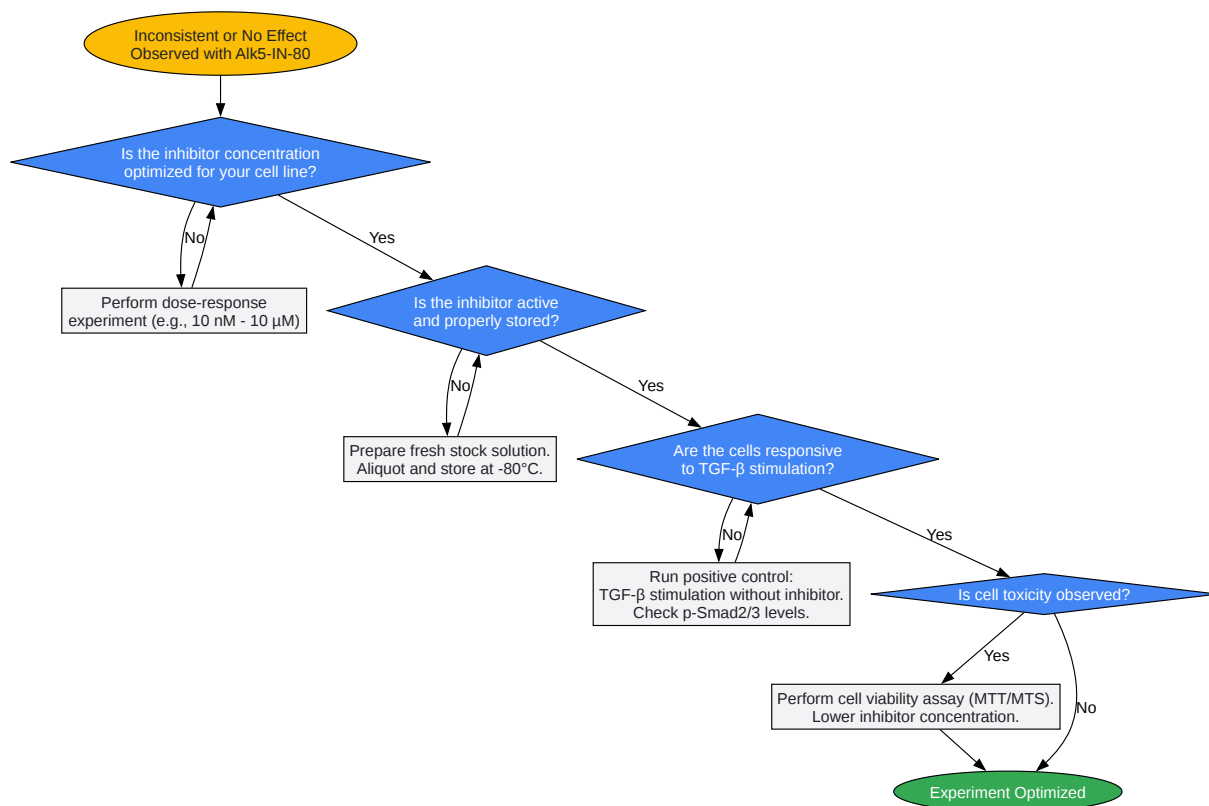 Inconsistent or No Effect
Observed with Alk5-IN-80
Is the inhibitor concentration
optimized for your cell line?
No
Yes
Perform dose-response
experiment (e.g., 10 nM - 10 µM)
Is the inhibitor active
and properly stored?
No
Yes
Prepare fresh stock solution.
Aliquot and store at -80°C.
Are the cells responsive
to TGF-β stimulation?
No
Yes
Run positive control:
TGF-β stimulation without inhibitor.
Check p-Smad2/3 levels.
Is cell toxicity observed?
Yes
No
Perform cell viability assay (MTT/MTS).
Lower inhibitor concentration.
Experiment Optimized